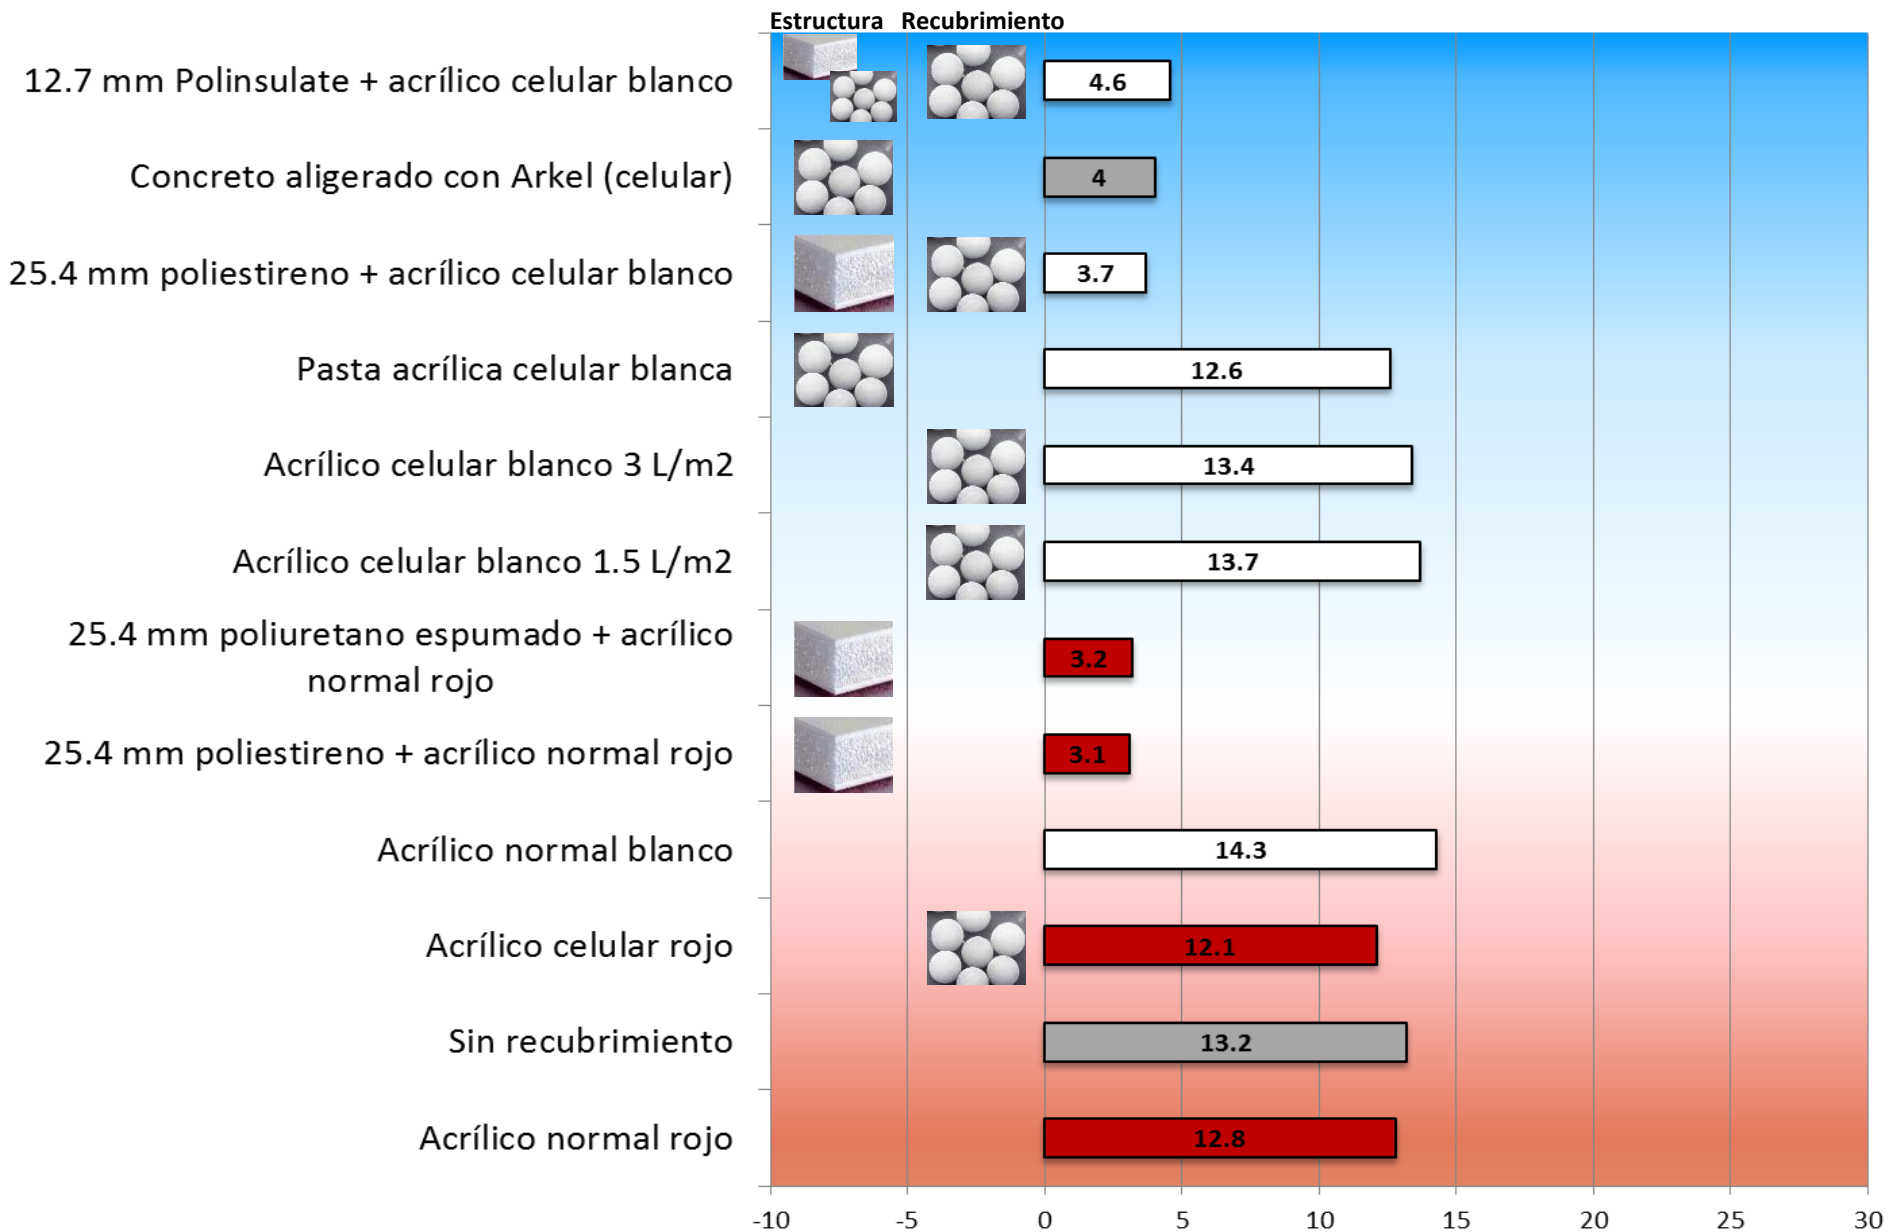 Estructura Recubrimiento
12.7 mm Polinsulate + acrílico celular blanco
4.6
Concreto aligerado con Arkel (celular)
4
25.4 mm poliestireno + acrílico celular blanco
3.7
Pasta acrílica celular blanca
12.6
Acrílico celular blanco 3 L/m2
13.4
Acrílico celular blanco 1.5 L/m2
13.7
25.4 mm poliuretano espumado + acrílico
normal rojo
3.2
25.4 mm poliestireno + acrílico normal rojo
3.1
Acrílico normal blanco
14.3
Acrílico celular rojo
12.1
Sin recubrimiento
13.2
Acrílico normal rojo
12.8
-10 -5 0 5 10 15 20 25 30